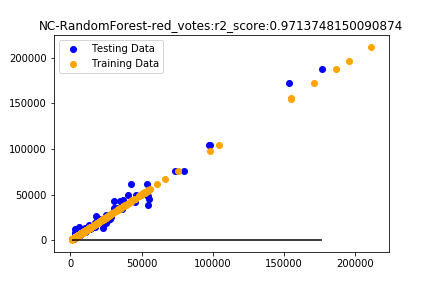 NC-RandomForest-red_votes:r2_score:0.9713748150090874
Testing Data
Training Data
200000
150000
100000
50000
0
0 50000 100000 150000 200000